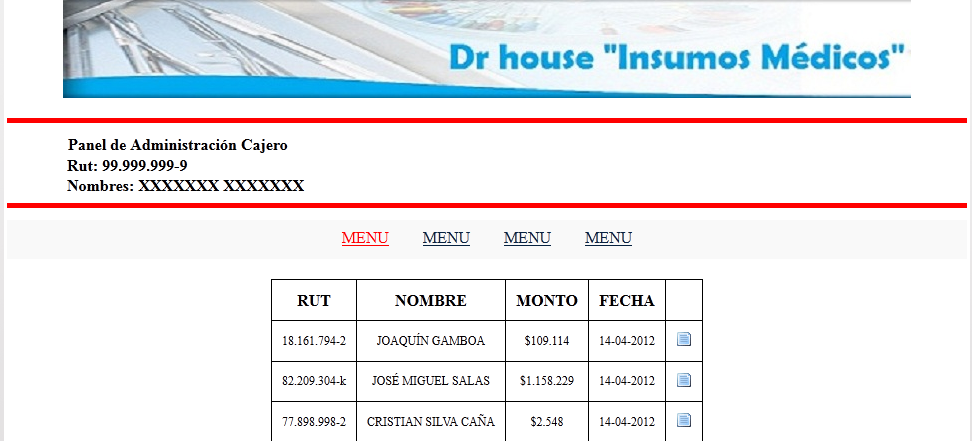 Dr house "Insumos Médicos"
Panel de Administración Cajero
Rut: 99.999.999-9
Nombres: XXXXXXX XXXXXXX
MENU MENU MENU MENU
RUT NOMBRE MONTO FECHA
18.161.794-2 JOAQUÍN GAMBOA $109.114 14-04-2012
82.209.304-k JOSÉ MIGUEL SALAS $1.158.229 14-04-2012
77.898.998-2 CRISTIAN SILVA CAÑA $2.548 14-04-2012